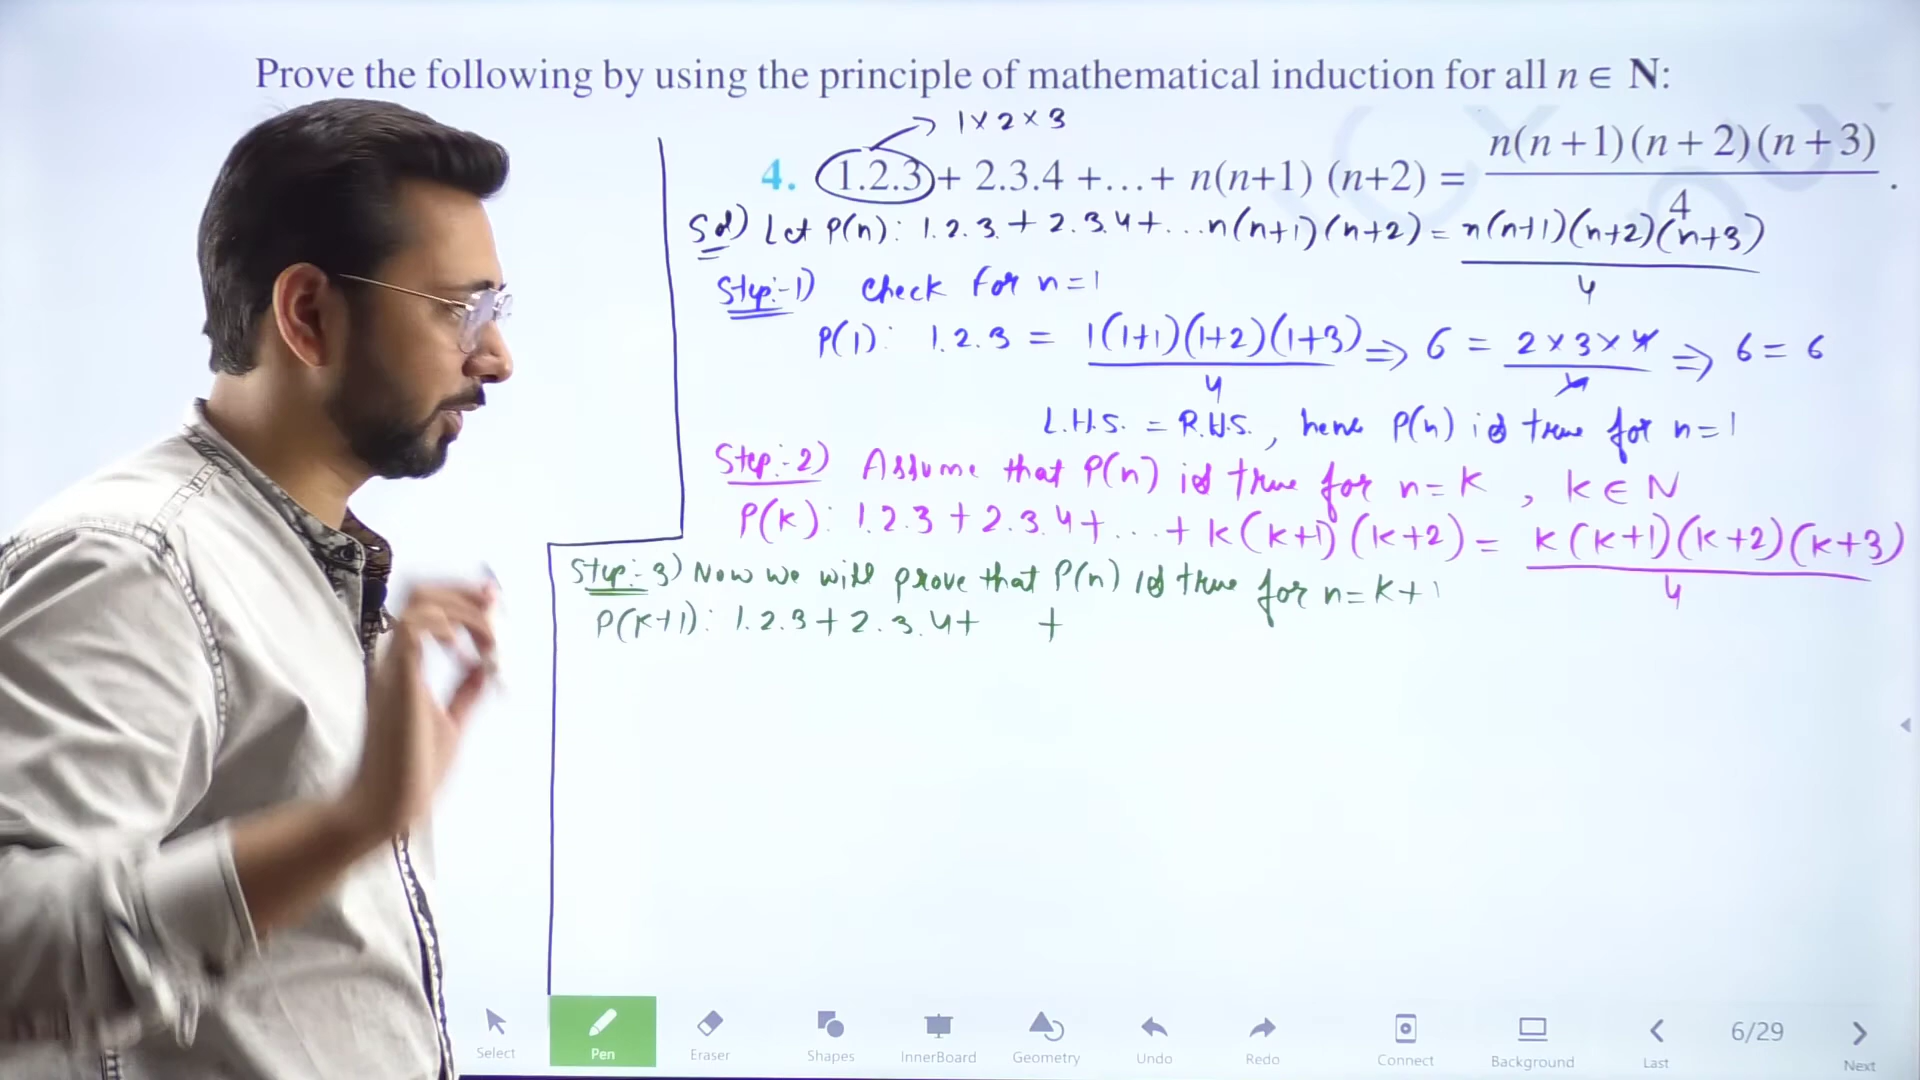 Prove the following by using the principle of mathematical induction for all n ∈ N:
1×2×3
4. 1.2.3 + 2.3.4 +...+ n(n+1) (n+2) = n(n+1)(n+2)(n+3) / 4 .
Sol) Let P(n): 1.2.3.+ 2.3.4+...n(n+1)(n+2) = n(n+1)(n+2)(n+3) / 4
Step:-1) Check for n=1
P(1): 1.2.3 = 1(1+1)(1+2)(1+3) / 4 ⇒ 6 = 2×3×4 / 4 ⇒ 6 = 6
L.H.S. = R.H.S., hence P(n) is true for n=1
Step:-2) Assume that P(n) is true for n=K , K∈N
P(K): 1.2.3+2.3.4+...+K(K+1)(K+2) = K(K+1)(K+2)(K+3) / 4
Step:-3) Now we will prove that P(n) is true for n=K+1
P(K+1): 1.2.3+2.3.4+ +
Select Pen Eraser Shapes InnerBoard Geometry Undo Redo Connect Background Last 6/29 Next